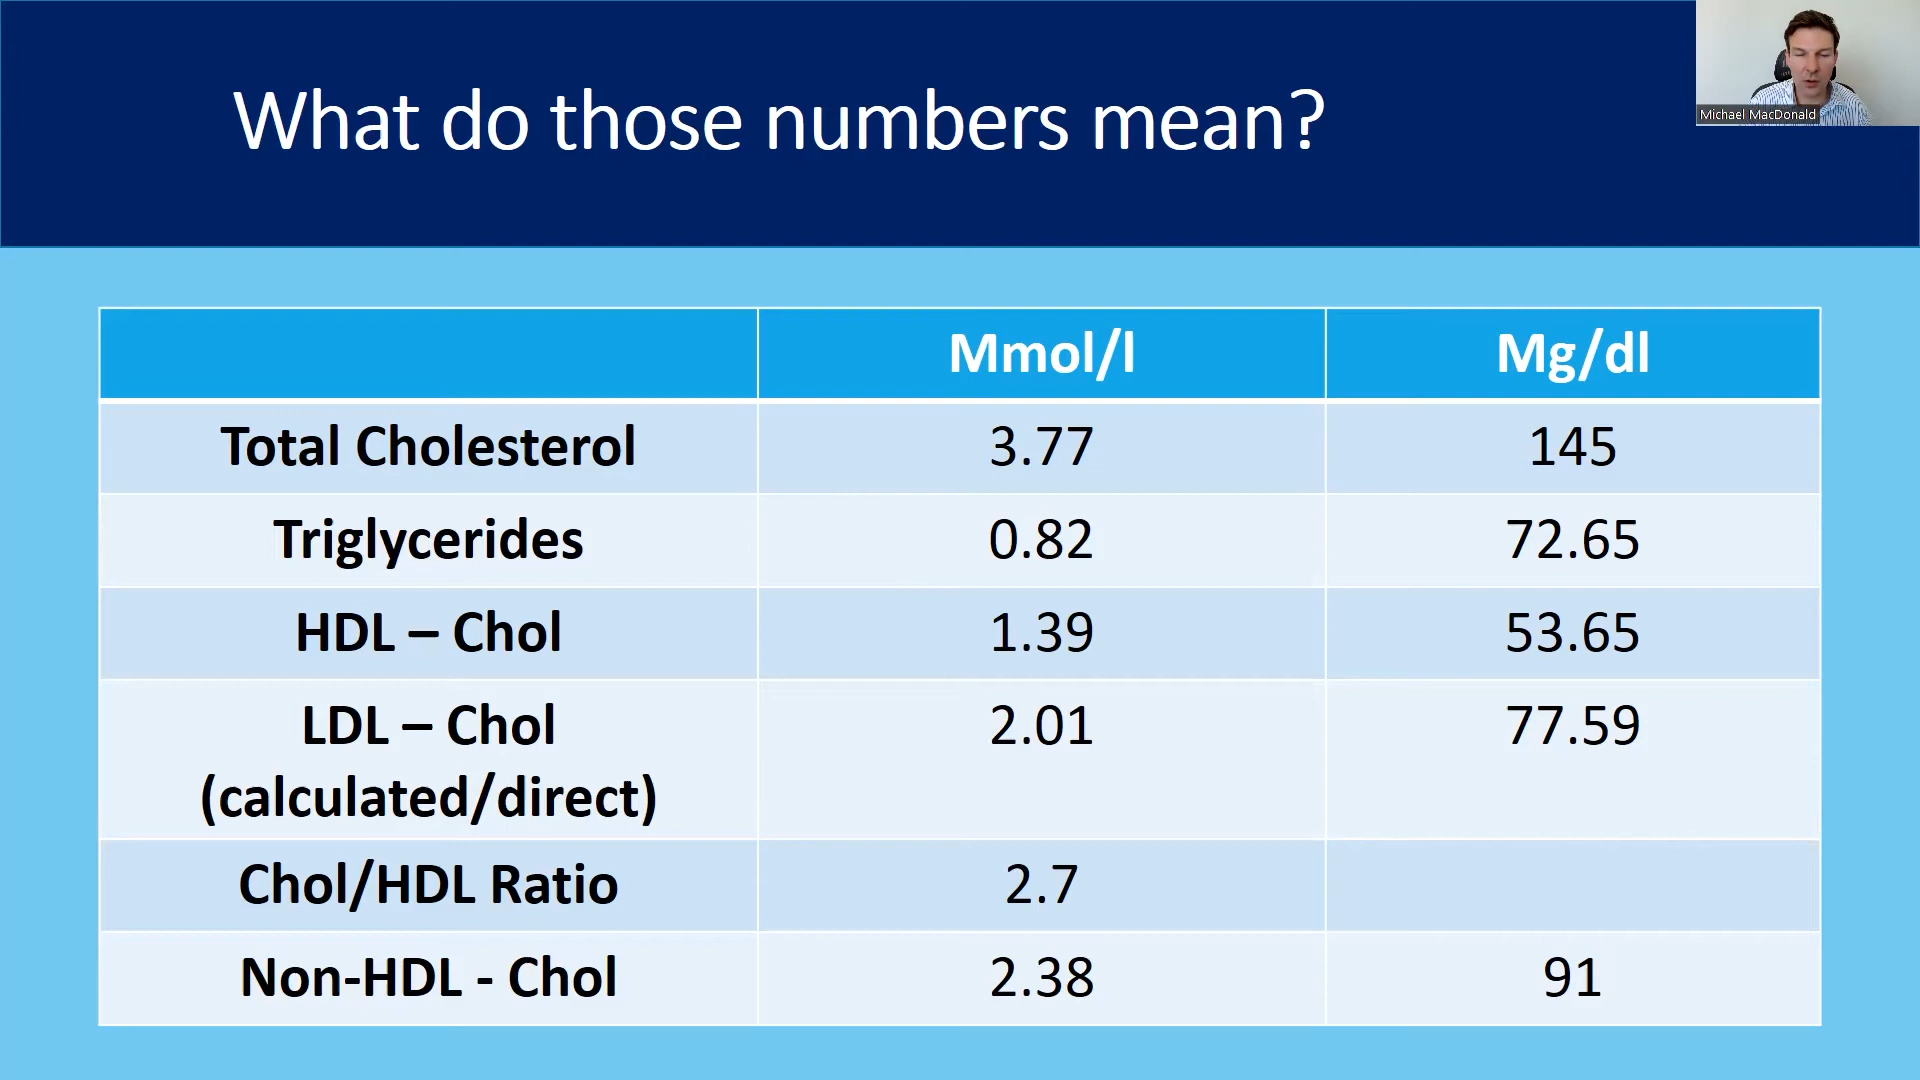 What do those numbers mean?
Michael MacDonald
Mmol/l Mg/dl
Total Cholesterol 3.77 145
Triglycerides 0.82 72.65
HDL – Chol 1.39 53.65
LDL – Chol 2.01 77.59
(calculated/direct)
Chol/HDL Ratio 2.7
Non-HDL - Chol 2.38 91